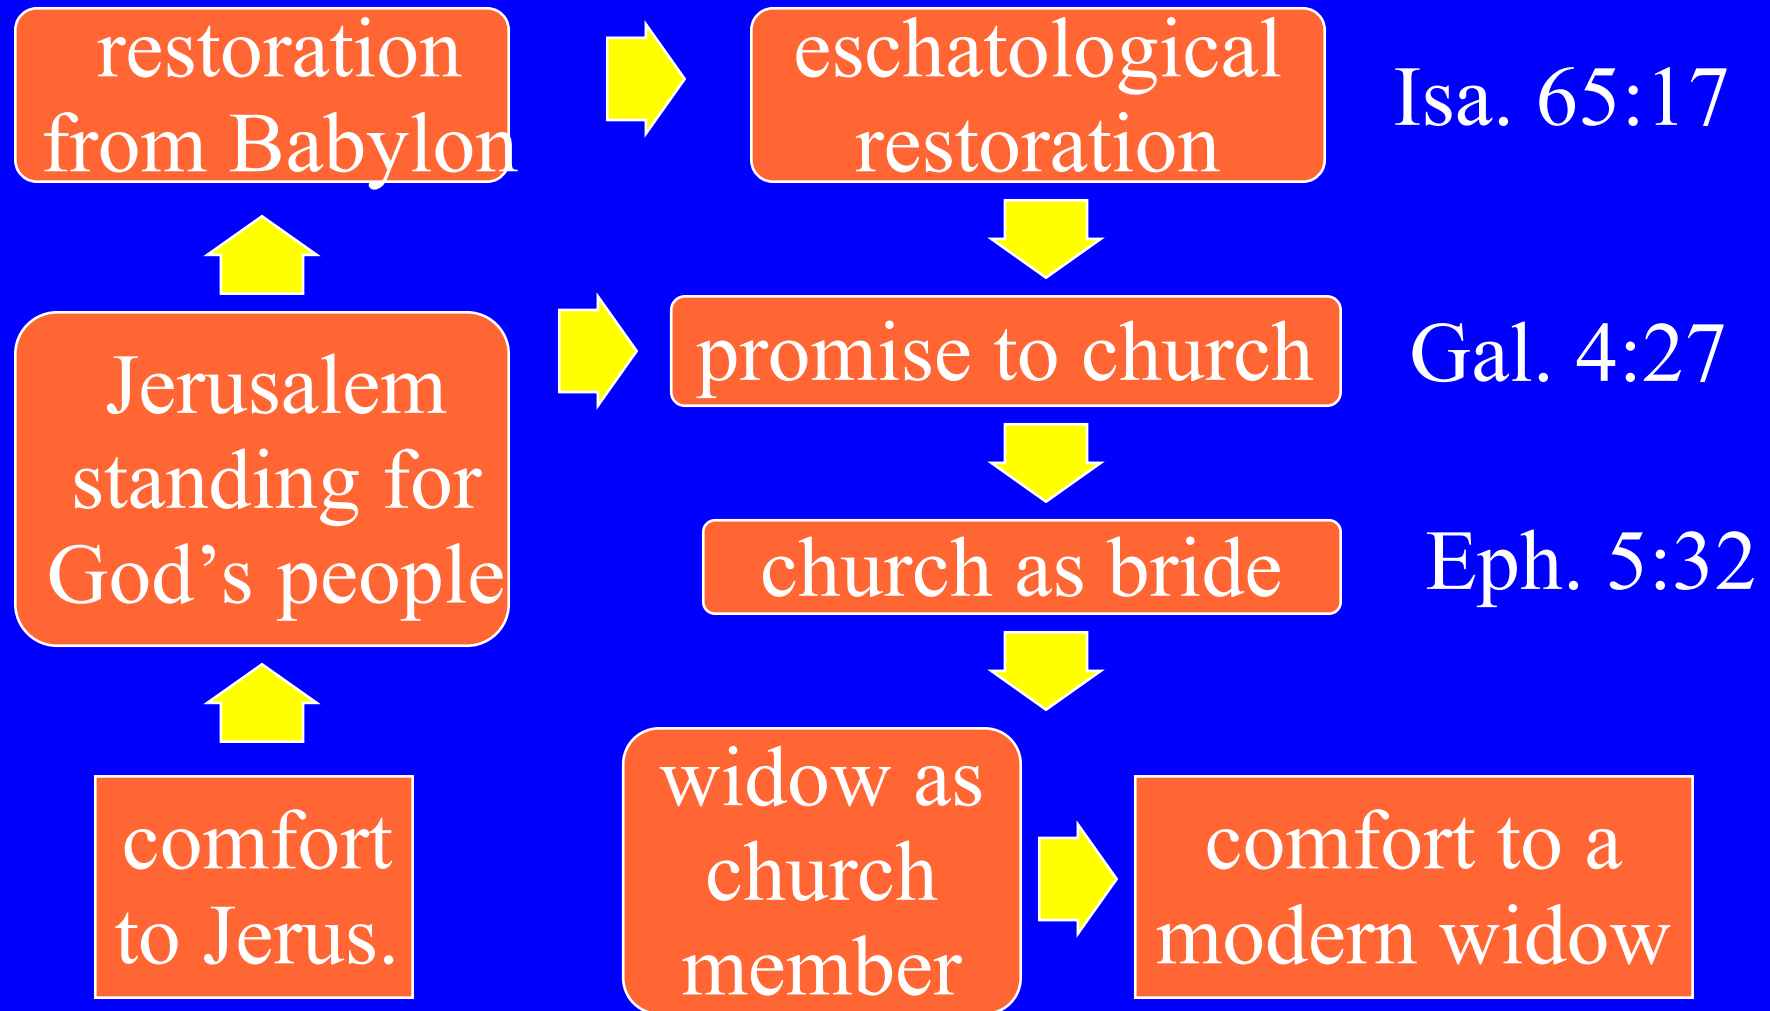 restoration
from Babylon
eschatological
restoration
Isa. 65:17
Jerusalem
standing for
God’s people
promise to church
Gal. 4:27
church as bride
Eph. 5:32
comfort
to Jerus.
widow as
church
member
comfort to a
modern widow